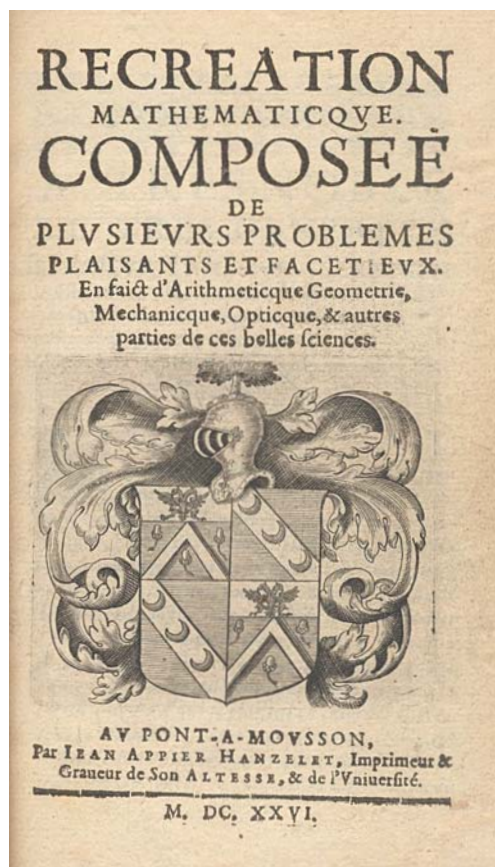 RECREATION
MATHEMATICQVE.
COMPOSEE
DE
PLVSIEVRS PROBLEMES
PLAISANTS ET FACETIEVX.
En faict d'Arithmeticque Geometrie,
Mechanicque, Opticque, & autres
parties de ces belles ſciences.
AV PONT-A-MOVSSON,
Par IEAN APPIER HANZELET, Imprimeur &
Graueur de Son ALTESSE, & de l'Vniuerſité.
M. DC. XXVI.